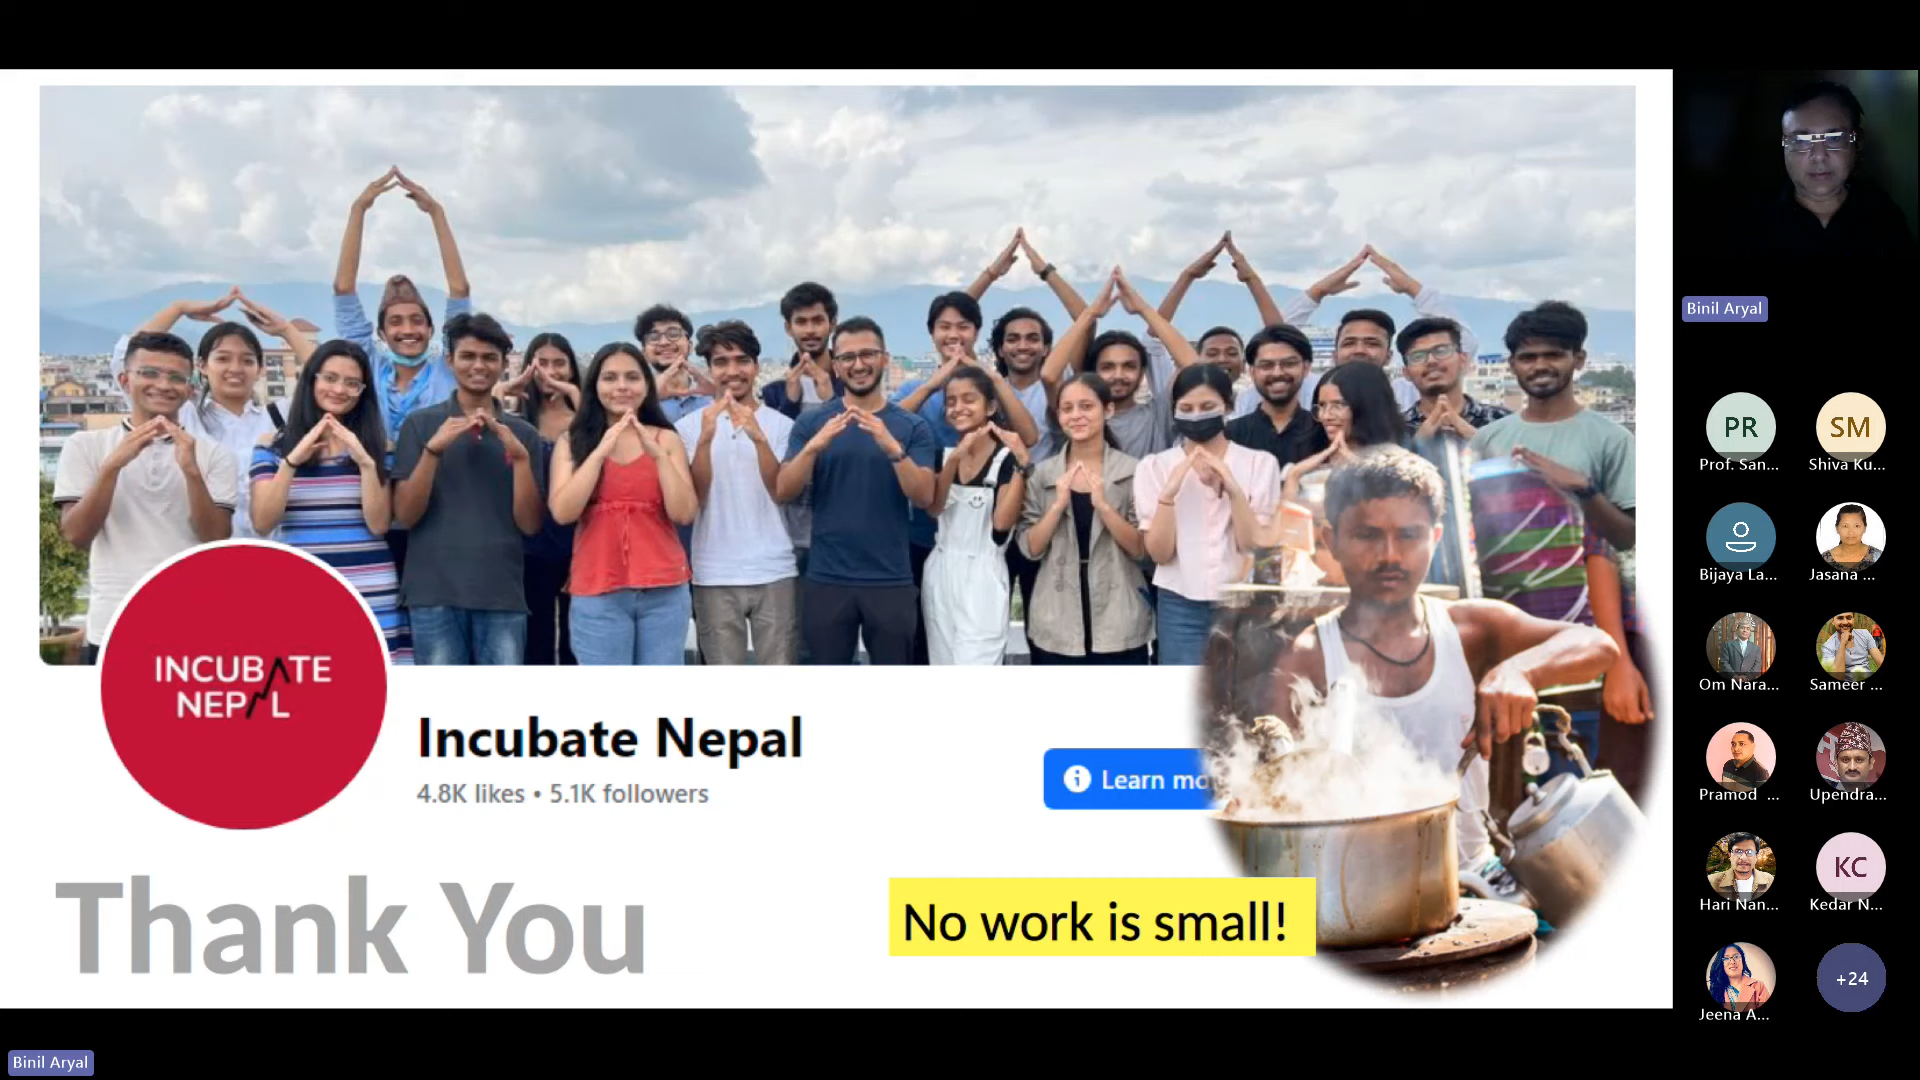 INCUBATE
NEPAL
Incubate Nepal
4.8K likes • 5.1K followers
Learn mo
Thank You
No work is small!
Binil Aryal
PR
Prof. San...
SM
Shiva Ku...
Bijaya La...
Jasana ...
Om Nara...
Sameer ...
Pramod ...
Upendra...
Hari Nan...
KC
Kedar N...
Jeena A...
+24
Binil Aryal